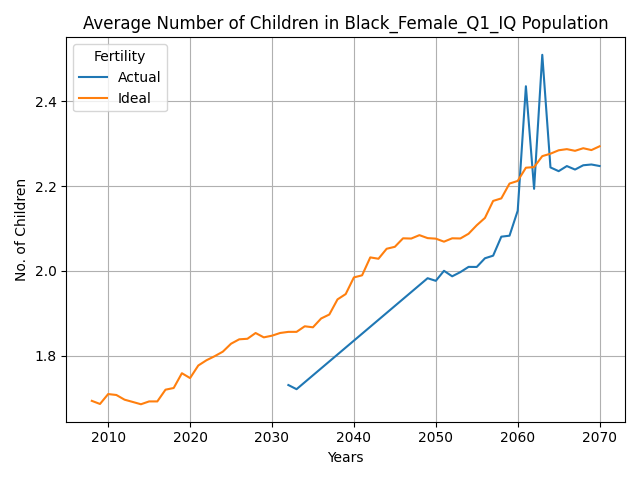 Average Number of Children in Black_Female_Q1_IQ Population
Fertility
Actual
Ideal
2.4
2.2
2.0
1.8
No. of Children
2010 2020 2030 2040 2050 2060 2070
Years